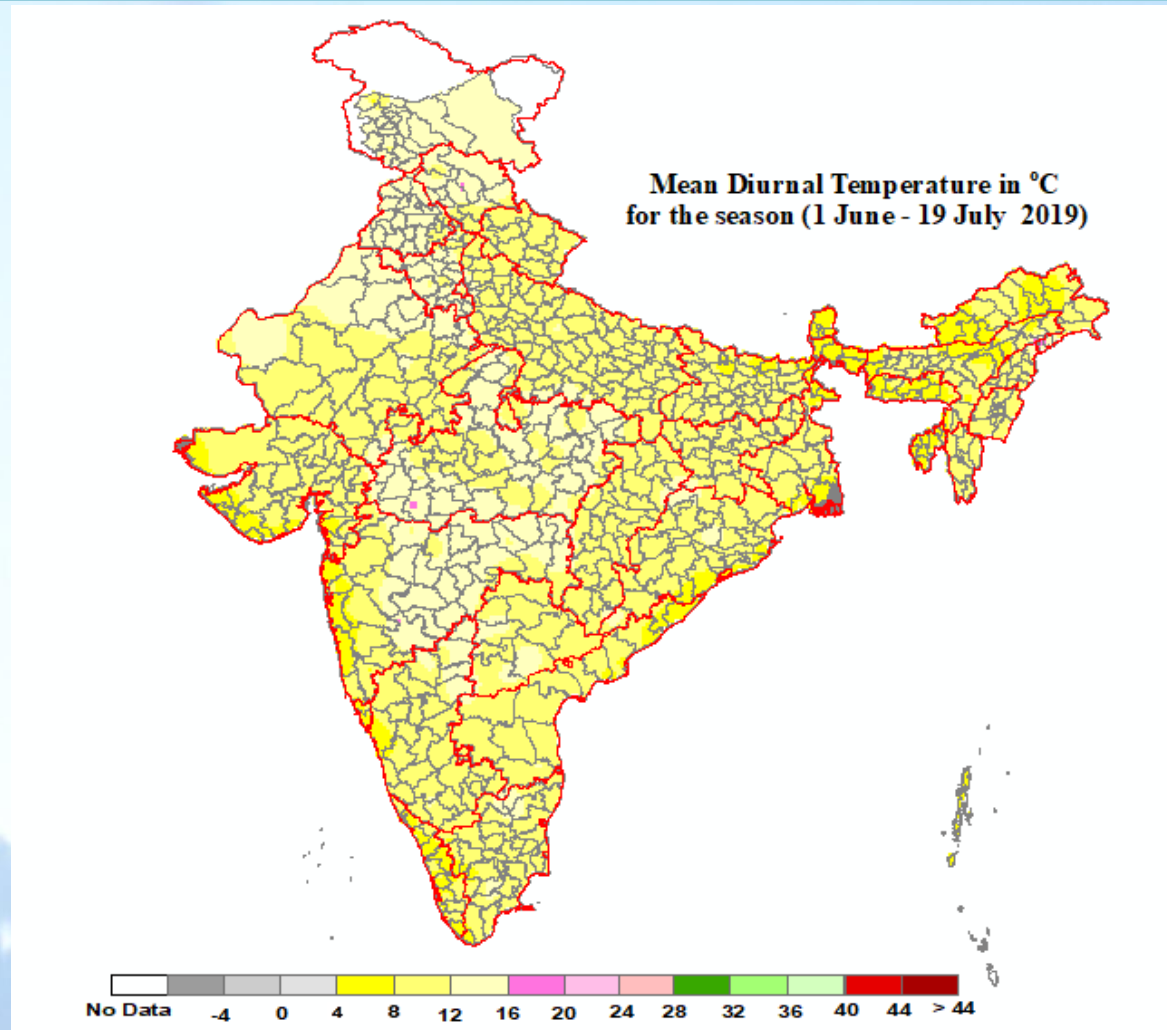 Mean Diurnal Temperature in °C
for the season (1 June - 19 July 2019)
No Data -4 0 4 8 12 16 20 24 28 32 36 40 44 > 44